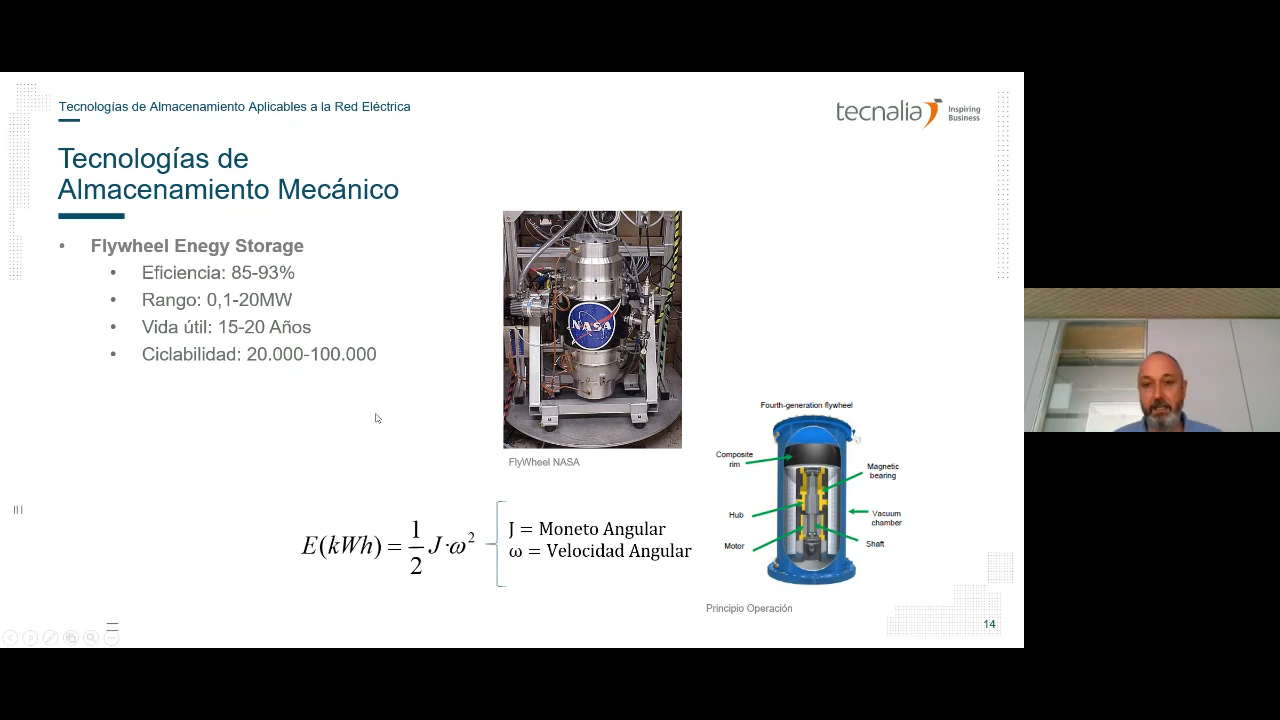 Tecnologías de Almacenamiento Aplicables a la Red Eléctrica
tecnalia Inspiring
Business
Tecnologías de
Almacenamiento Mecánico
• Flywheel Enegy Storage
• Eficiencia: 85-93%
• Rango: 0,1-20MW
• Vida útil: 15-20 Años
• Ciclabilidad: 20.000-100.000
NASA
FlyWheel NASA
Fourth-generation flywheel
Composite
rim
Magnetic
bearing
Hub
Vacuum
chamber
Motor
Shaft
Principio Operación
E(kWh) = 1/2 J·ω²
J = Moneto Angular
ω = Velocidad Angular
14